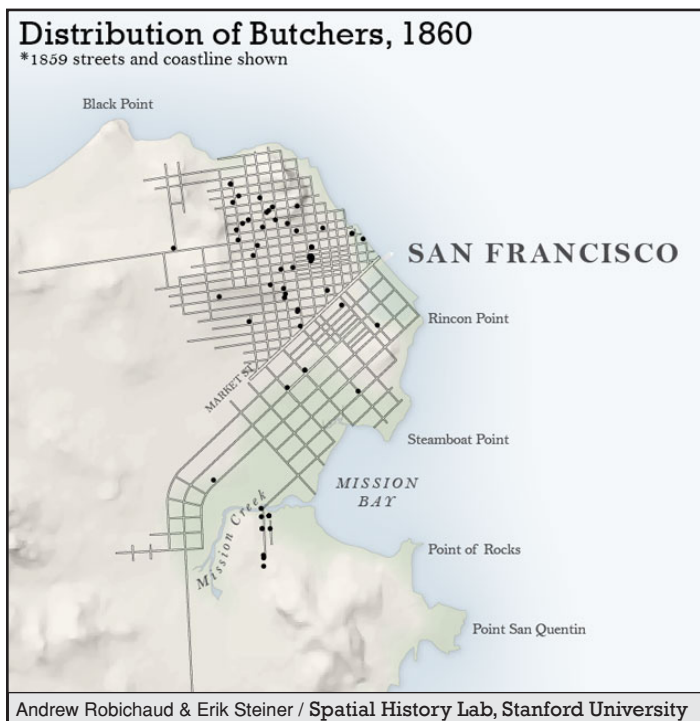 Distribution of Butchers, 1860
*1859 streets and coastline shown
Black Point
SAN FRANCISCO
Rincon Point
MARKET ST
Steamboat Point
MISSION
BAY
Mission Creek
Point of Rocks
Point San Quentin
Andrew Robichaud & Erik Steiner / Spatial History Lab, Stanford University